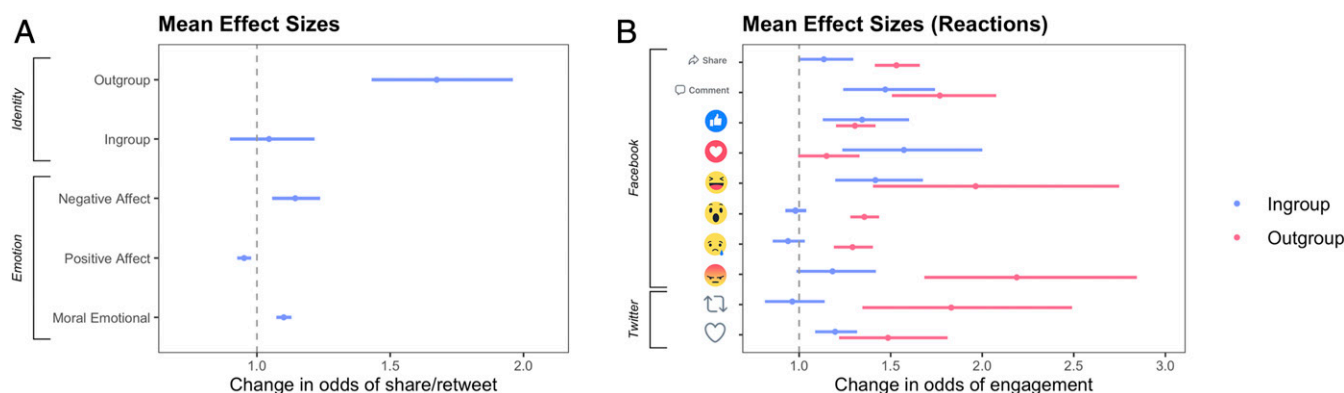 A
Mean Effect Sizes
Identity
Outgroup
Ingroup
Emotion
Negative Affect
Positive Affect
Moral Emotional
1.0 1.5 2.0
Change in odds of share/retweet
B
Mean Effect Sizes (Reactions)
Facebook
Share
Comment
Twitter
1.0 1.5 2.0 2.5 3.0
Change in odds of engagement
Ingroup
Outgroup